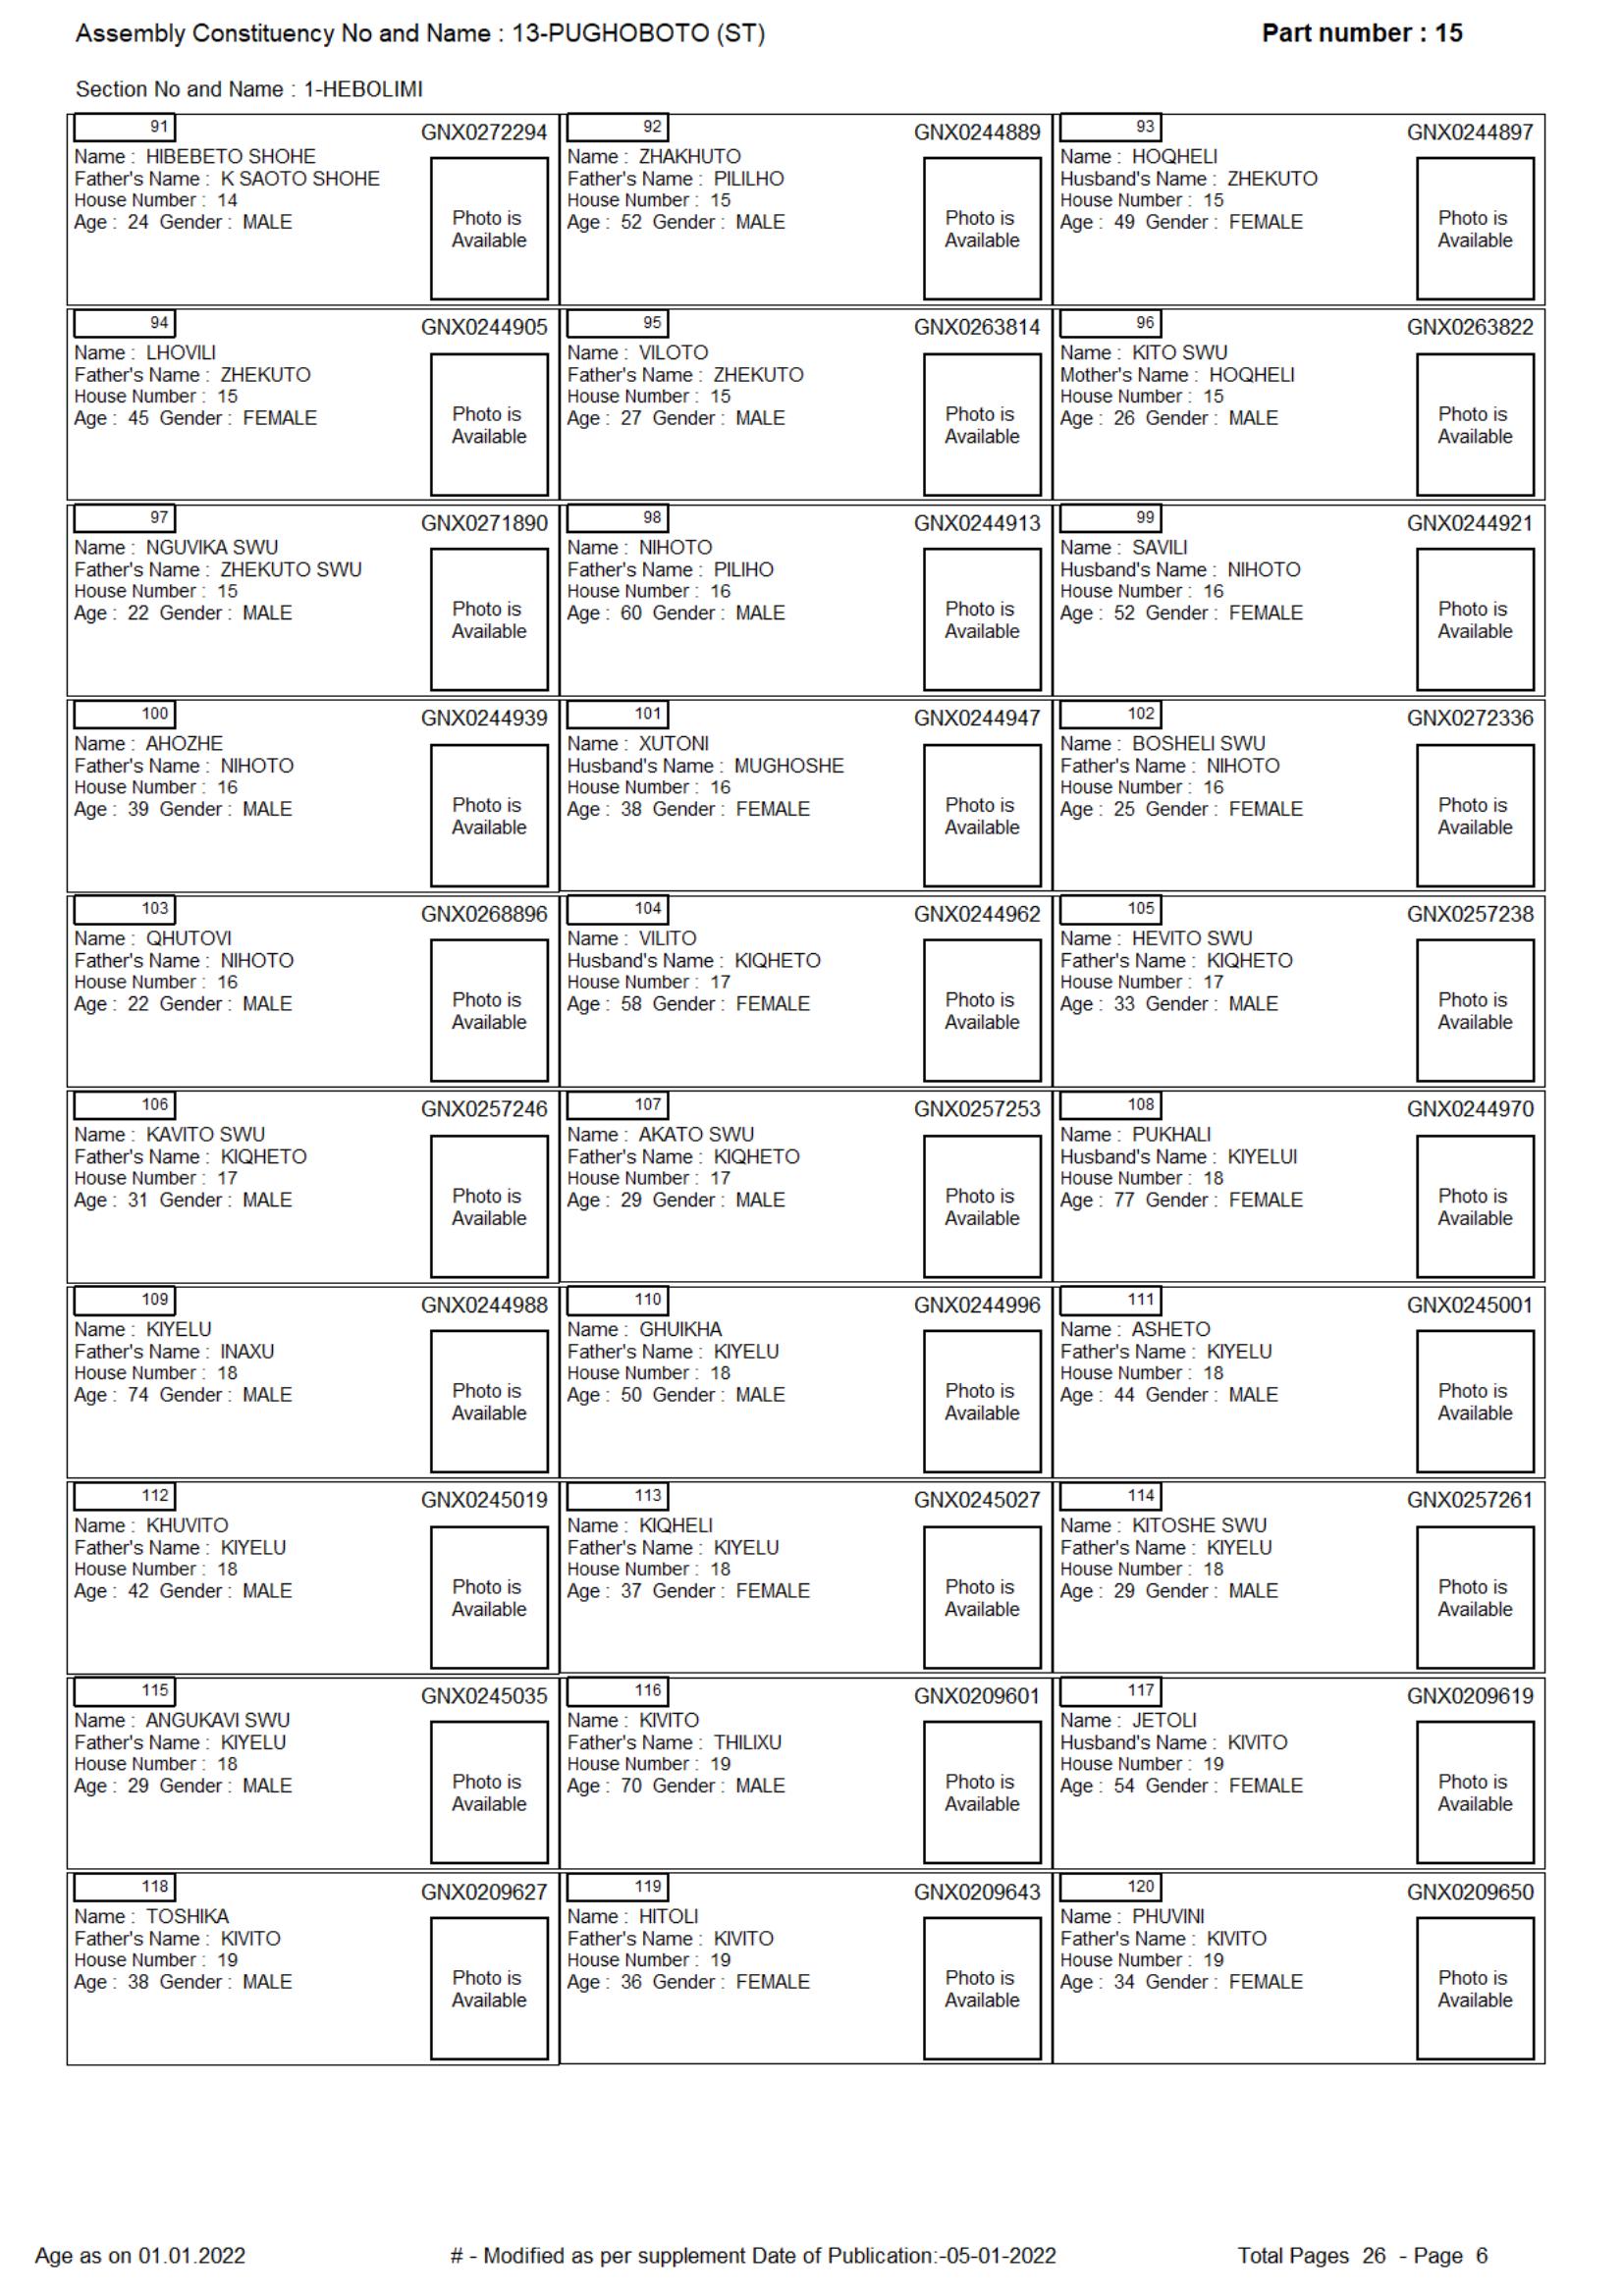 Assembly Constituency No and Name : 13-PUGHOBOTO (ST)
Part number : 15
Section No and Name : 1-HEBOLIMI
91
GNX0272294
Name : HIBEBETO SHOHE
Father's Name : K SAOTO SHOHE
House Number : 14
Age : 24 Gender : MALE
Photo is
Available
92
GNX0244889
Name : ZHAKHUTO
Father's Name : PILILHO
House Number : 15
Age : 52 Gender : MALE
Photo is
Available
93
GNX0244897
Name : HOQHELI
Husband's Name : ZHEKUTO
House Number : 15
Age : 49 Gender : FEMALE
Photo is
Available
94
GNX0244905
Name : LHOVILI
Father's Name : ZHEKUTO
House Number : 15
Age : 45 Gender : FEMALE
Photo is
Available
95
GNX0263814
Name : VILOTO
Father's Name : ZHEKUTO
House Number : 15
Age : 27 Gender : MALE
Photo is
Available
96
GNX0263822
Name : KITO SWU
Mother's Name : HOQHELI
House Number : 15
Age : 26 Gender : MALE
Photo is
Available
97
GNX0271890
Name : NGUVIKA SWU
Father's Name : ZHEKUTO SWU
House Number : 15
Age : 22 Gender : MALE
Photo is
Available
98
GNX0244913
Name : NIHOTO
Father's Name : PILIHO
House Number : 16
Age : 60 Gender : MALE
Photo is
Available
99
GNX0244921
Name : SAVILI
Husband's Name : NIHOTO
House Number : 16
Age : 52 Gender : FEMALE
Photo is
Available
100
GNX0244939
Name : AHOZHE
Father's Name : NIHOTO
House Number : 16
Age : 39 Gender : MALE
Photo is
Available
101
GNX0244947
Name : XUTONI
Husband's Name : MUGHOSHE
House Number : 16
Age : 38 Gender : FEMALE
Photo is
Available
102
GNX0272336
Name : BOSHELI SWU
Father's Name : NIHOTO
House Number : 16
Age : 25 Gender : FEMALE
Photo is
Available
103
GNX0268896
Name : QHUTOVI
Father's Name : NIHOTO
House Number : 16
Age : 22 Gender : MALE
Photo is
Available
104
GNX0244962
Name : VILITO
Husband's Name : KIQHETO
House Number : 17
Age : 58 Gender : FEMALE
Photo is
Available
105
GNX0257238
Name : HEVITO SWU
Father's Name : KIQHETO
House Number : 17
Age : 33 Gender : MALE
Photo is
Available
106
GNX0257246
Name : KAVITO SWU
Father's Name : KIQHETO
House Number : 17
Age : 31 Gender : MALE
Photo is
Available
107
GNX0257253
Name : AKATO SWU
Father's Name : KIQHETO
House Number : 17
Age : 29 Gender : MALE
Photo is
Available
108
GNX0244970
Name : PUKHALI
Husband's Name : KIYELUI
House Number : 18
Age : 77 Gender : FEMALE
Photo is
Available
109
GNX0244988
Name : KIYELU
Father's Name : INAXU
House Number : 18
Age : 74 Gender : MALE
Photo is
Available
110
GNX0244996
Name : GHUIKHA
Father's Name : KIYELU
House Number : 18
Age : 50 Gender : MALE
Photo is
Available
111
GNX0245001
Name : ASHETO
Father's Name : KIYELU
House Number : 18
Age : 44 Gender : MALE
Photo is
Available
112
GNX0245019
Name : KHUVITO
Father's Name : KIYELU
House Number : 18
Age : 42 Gender : MALE
Photo is
Available
113
GNX0245027
Name : KIQHELI
Father's Name : KIYELU
House Number : 18
Age : 37 Gender : FEMALE
Photo is
Available
114
GNX0257261
Name : KITOSHE SWU
Father's Name : KIYELU
House Number : 18
Age : 29 Gender : MALE
Photo is
Available
115
GNX0245035
Name : ANGUKAVI SWU
Father's Name : KIYELU
House Number : 18
Age : 29 Gender : MALE
Photo is
Available
116
GNX0209601
Name : KIVITO
Father's Name : THILIXU
House Number : 19
Age : 70 Gender : MALE
Photo is
Available
117
GNX0209619
Name : JETOLI
Husband's Name : KIVITO
House Number : 19
Age : 54 Gender : FEMALE
Photo is
Available
118
GNX0209627
Name : TOSHIKA
Father's Name : KIVITO
House Number : 19
Age : 38 Gender : MALE
Photo is
Available
119
GNX0209643
Name : HITOLI
Father's Name : KIVITO
House Number : 19
Age : 36 Gender : FEMALE
Photo is
Available
120
GNX0209650
Name : PHUVINI
Father's Name : KIVITO
House Number : 19
Age : 34 Gender : FEMALE
Photo is
Available
Age as on 01.01.2022
# - Modified as per supplement Date of Publication:-05-01-2022
Total Pages 26 - Page 6